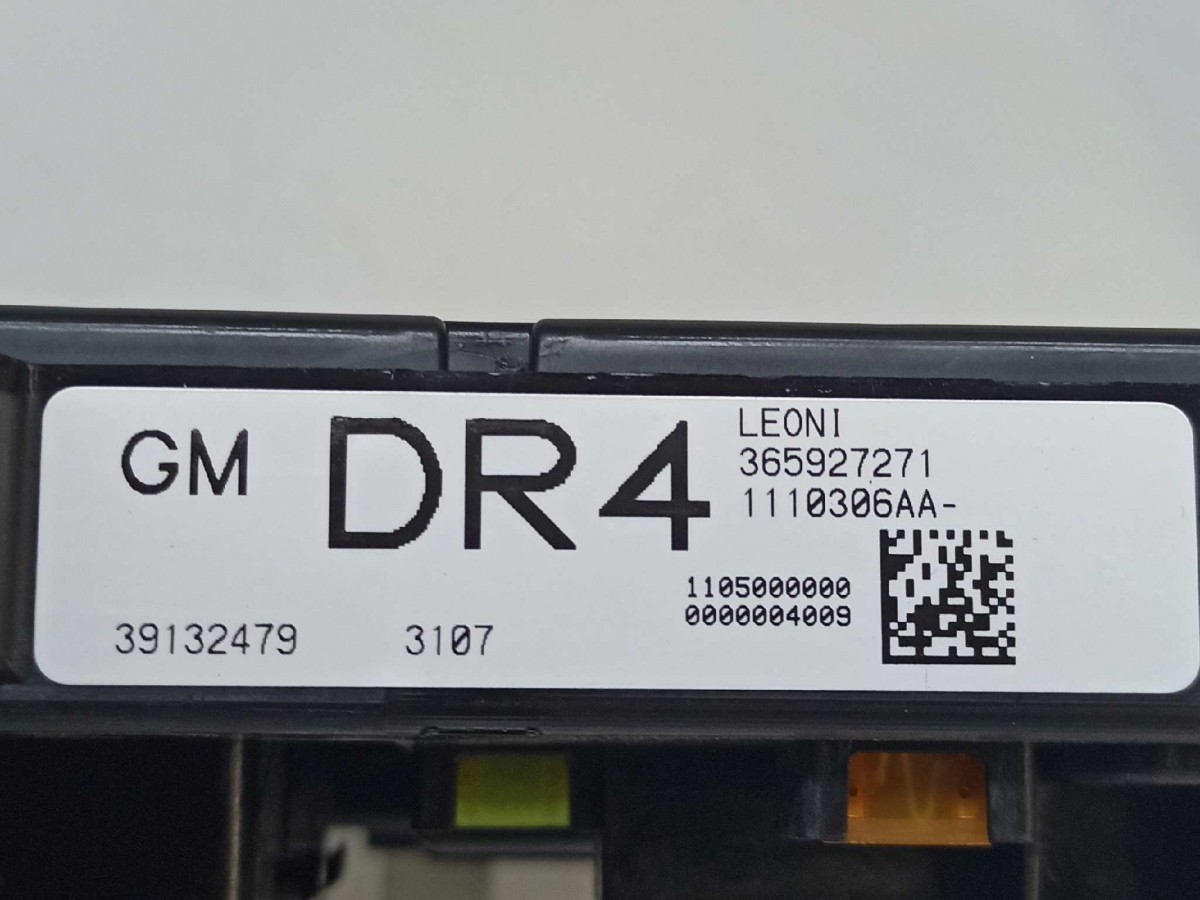 GM DR4
LEONI
365927271
1110306AA-
1105000000
0000004009
39132479 3107